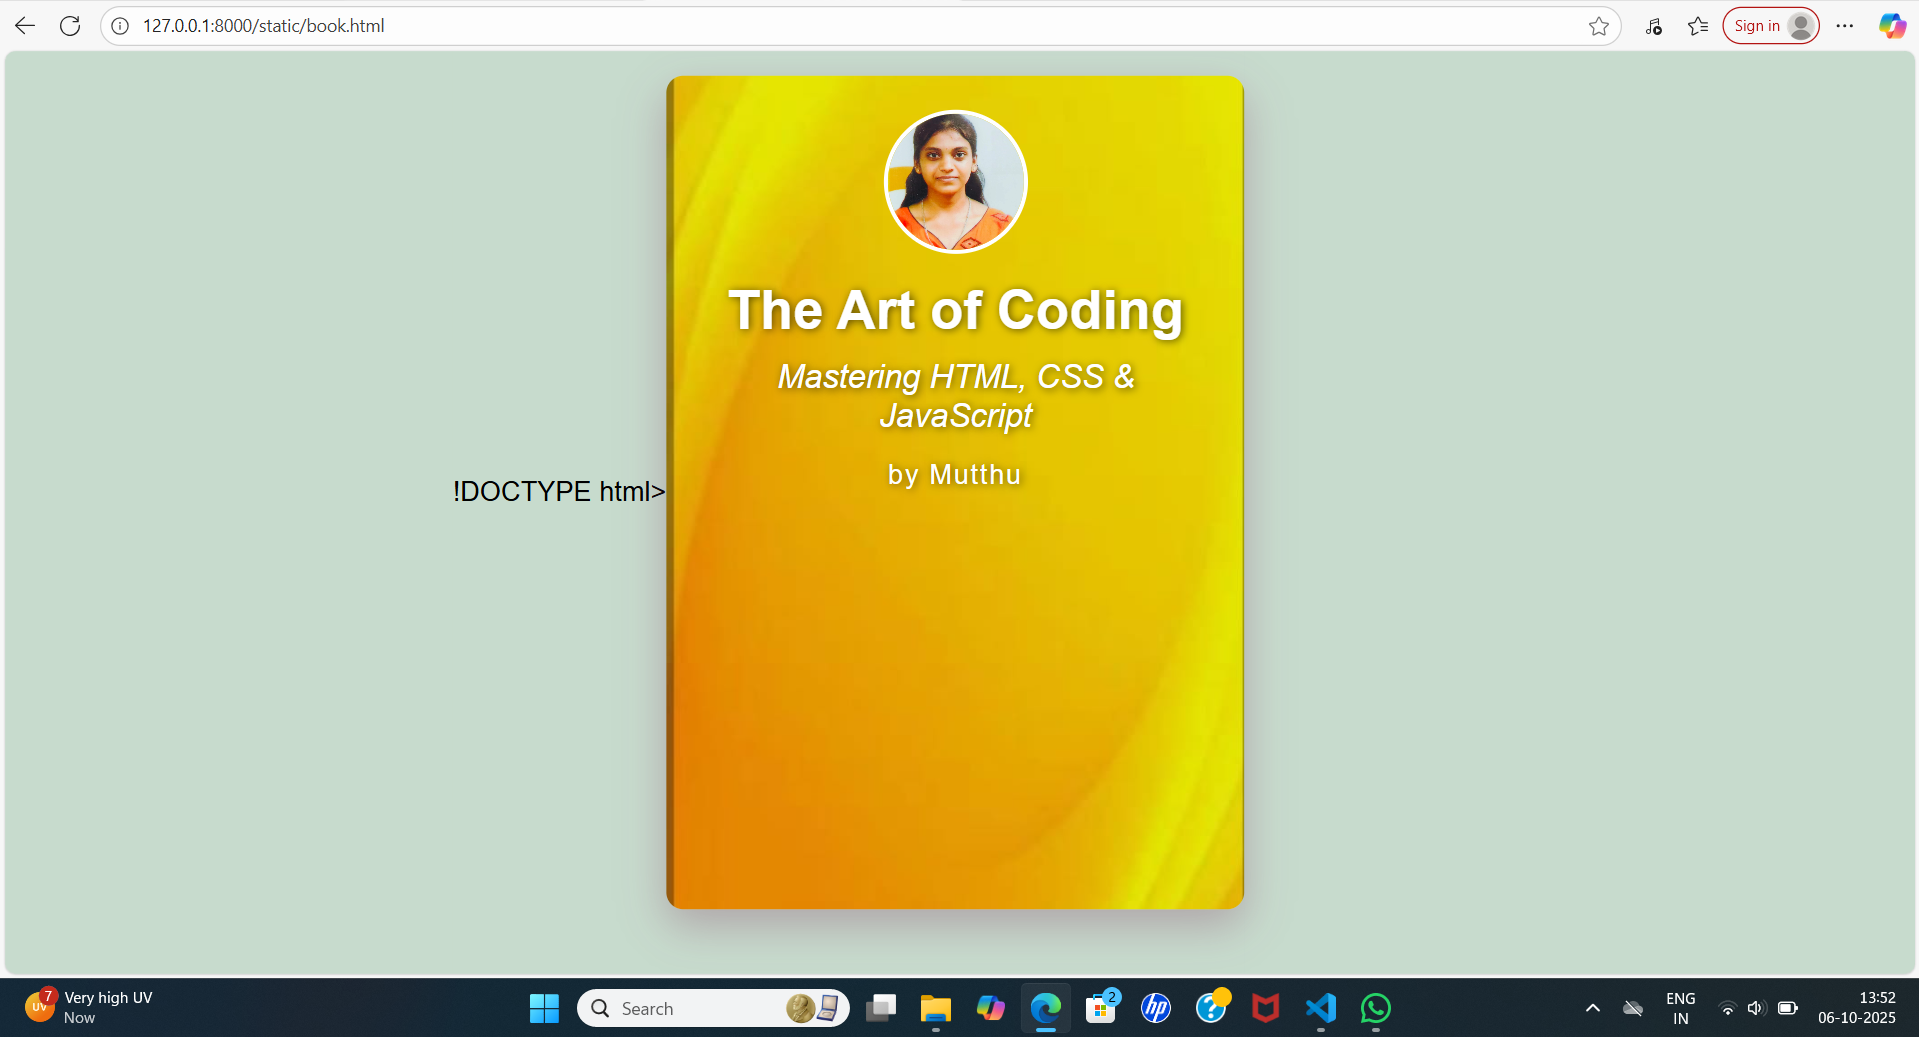 127.0.0.1:8000/static/book.html
Sign in
The Art of Coding
Mastering HTML, CSS &
JavaScript
by Mutthu
!DOCTYPE html>
UV
7
Very high UV
Now
Search
2
hp
?
ENG
IN
13:52
06-10-2025